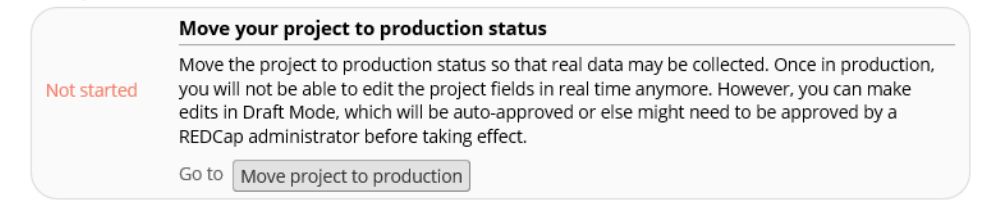 Move your project to production status
Not started
Move the project to production status so that real data may be collected. Once in production,
you will not be able to edit the project fields in real time anymore. However, you can make
edits in Draft Mode, which will be auto-approved or else might need to be approved by a
REDCap administrator before taking effect.
Go to Move project to production